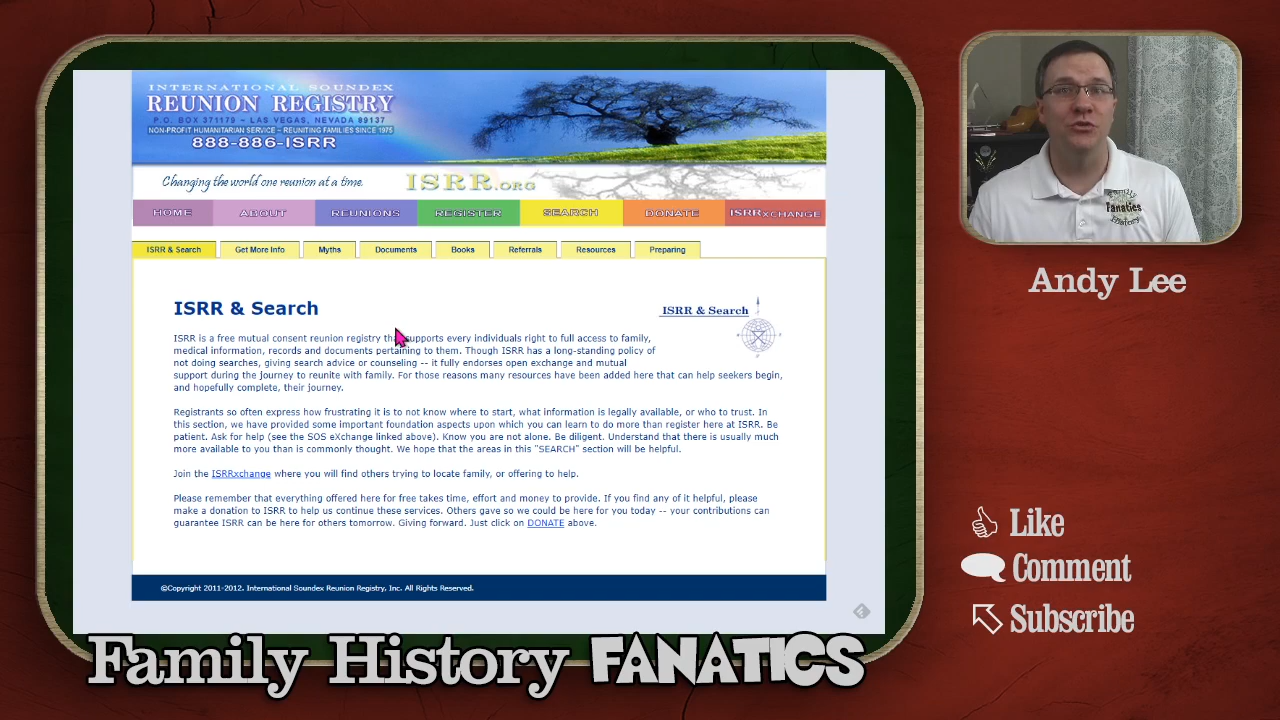 INTERNATIONAL SOUNDEX
REUNION REGISTRY
P.O. BOX 371179 ~ LAS VEGAS, NEVADA 89137
NON-PROFIT HUMANITARIAN SERVICE ~ REUNITING FAMILIES SINCE 1975
888-886-ISRR
Changing the world one reunion at a time.
ISRR.ORG
HOME ABOUT REUNIONS REGISTER SEARCH DONATE ISRRXCHANGE
ISRR & Search Get More Info Myths Documents Books Referrals Resources Preparing
ISRR & Search
ISRR & Search
ISRR is a free mutual consent reunion registry supports every individuals right to full access to family,
medical information, records and documents pertaining to them. Though ISRR has a long-standing policy of
not doing searches, giving search advice or counseling -- it fully endorses open exchange and mutual
support during the journey to reunite with family. For those reasons many resources have been added here that can help seekers begin,
and hopefully complete, their journey.
Registrants so often express how frustrating it is to not know where to start, what information is legally available, or who to trust. In
this section, we have provided some important foundation aspects upon which you can learn to do more than register here at ISRR. Be
patient. Ask for help (see the SOS eXchange linked above). Know you are not alone. Be diligent. Understand that there is usually much
more available to you than is commonly thought. We hope that the areas in this "SEARCH" section will be helpful.
Join the ISRRxchange where you will find others trying to locate family, or offering to help.
Please remember that everything offered here for free takes time, effort and money to provide. If you find any of it helpful, please
make a donation to ISRR to help us continue these services. Others gave so we could be here for you today -- your contributions can
guarantee ISRR can be here for others tomorrow. Giving forward. Just click on DONATE above.
©Copyright 2011-2012. International Soundex Reunion Registry, Inc. All Rights Reserved.
Family History FANATICS
Family
Fanatics
History
Andy Lee
Like
Comment
Subscribe